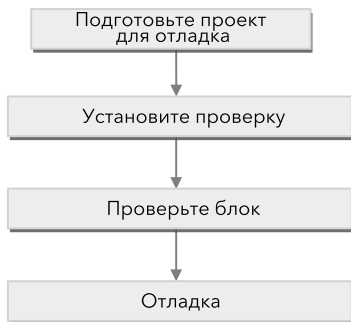 Подготовьте проект
для отладка
Установите проверку
Проверьте блок
Отладка